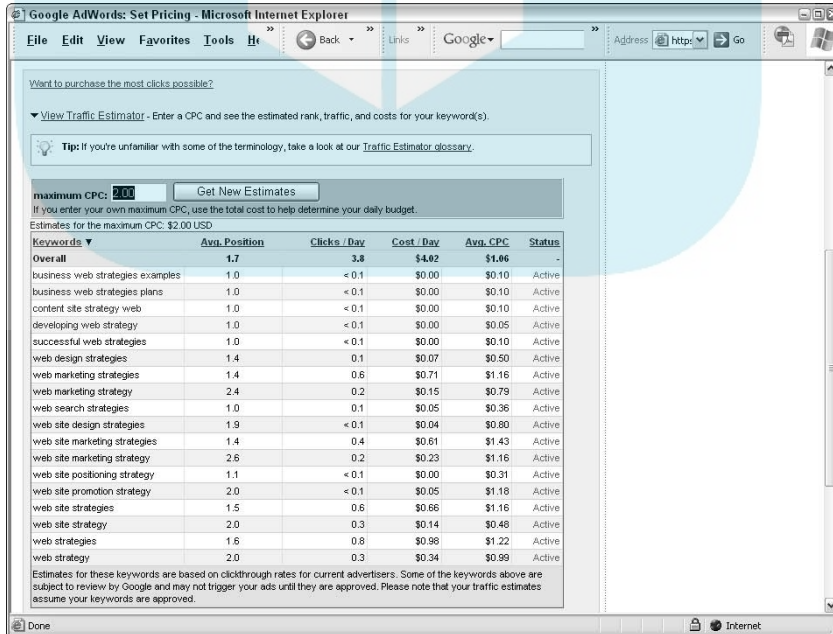 Google AdWords: Set Pricing - Microsoft Internet Explorer
File Edit View Favorites Tools He » Back » Links » Google » Address https Go
Want to purchase the most clicks possible?
▼ View Traffic Estimator - Enter a CPC and see the estimated rank, traffic, and costs for your keyword(s).
Tip: If you're unfamiliar with some of the terminology, take a look at our Traffic Estimator glossary.
maximum CPC: 2.00 Get New Estimates
If you enter your own maximum CPC, use the total cost to help determine your daily budget.
Estimates for the maximum CPC: $2.00 USD
Keywords ▼ Avg. Position Clicks / Day Cost / Day Avg. CPC Status
Overall 1.7 3.8 $4.02 $1.06 -
business web strategies examples 1.0 < 0.1 $0.00 $0.10 Active
business web strategies plans 1.0 < 0.1 $0.00 $0.10 Active
content site strategy web 1.0 < 0.1 $0.00 $0.10 Active
developing web strategy 1.0 < 0.1 $0.00 $0.05 Active
successful web strategies 1.0 < 0.1 $0.00 $0.10 Active
web design strategies 1.4 0.1 $0.07 $0.50 Active
web marketing strategies 1.4 0.6 $0.71 $1.16 Active
web marketing strategy 2.4 0.2 $0.15 $0.79 Active
web search strategies 1.0 0.1 $0.05 $0.36 Active
web site design strategies 1.9 < 0.1 $0.04 $0.80 Active
web site marketing strategies 1.4 0.4 $0.61 $1.43 Active
web site marketing strategy 2.6 0.2 $0.23 $1.16 Active
web site positioning strategy 1.1 < 0.1 $0.00 $0.31 Active
web site promotion strategy 2.0 < 0.1 $0.05 $1.18 Active
web site strategies 1.5 0.6 $0.66 $1.16 Active
web site strategy 2.0 0.3 $0.14 $0.48 Active
web strategies 1.6 0.8 $0.98 $1.22 Active
web strategy 2.0 0.3 $0.34 $0.99 Active
Estimates for these keywords are based on clickthrough rates for current advertisers. Some of the keywords above are
subject to review by Google and may not trigger your ads until they are approved. Please note that your traffic estimates
assume your keywords are approved.
Done Internet